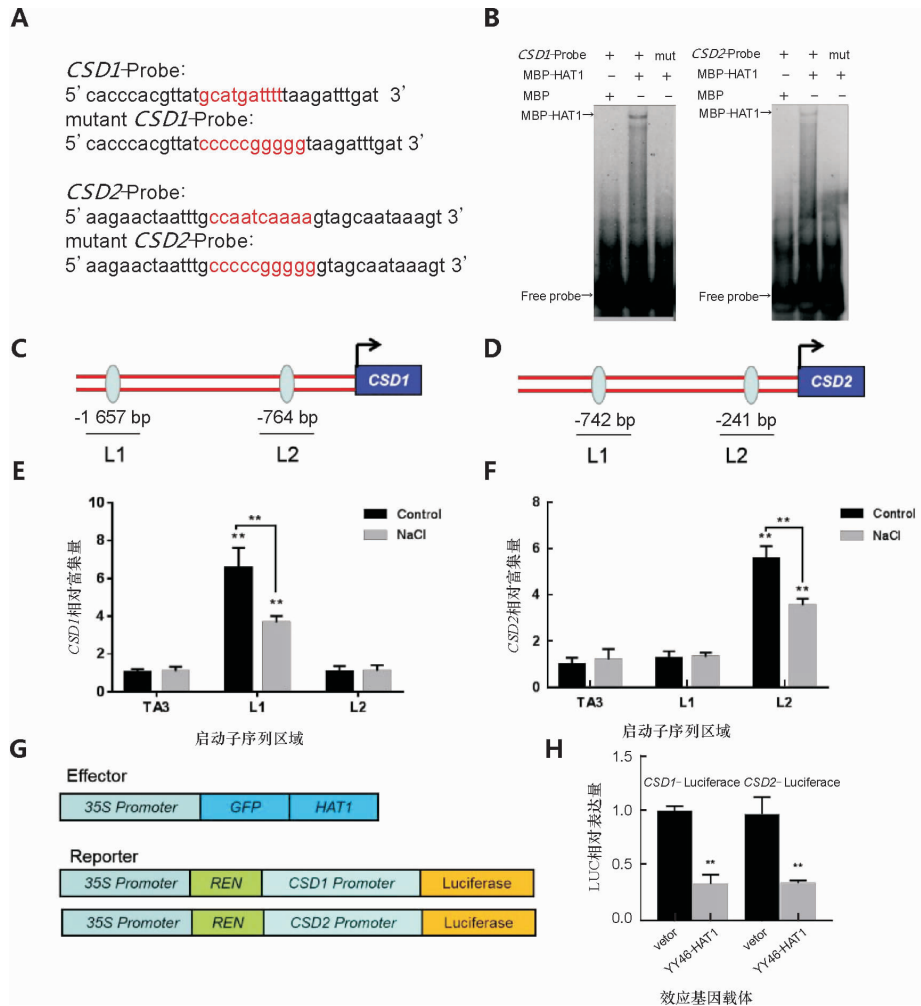 A
CSD1-Probe:
5' cacccacgttatgcatgattttaagatttgat 3'
mutant CSD1-Probe:
5' cacccacgttatcccccgggggtaagatttgat 3'
CSD2-Probe:
5' aagaactaatttgccaatcaaaagtagcaataaagt 3'
mutant CSD2-Probe:
5' aagaactaatttgcccccggggggtagcaataaagt 3'
B
CSD1-Probe + + mut
MBP-HAT1 − + +
MBP + − −
MBP-HAT1→
Free probe→
CSD2-Probe + + mut
MBP-HAT1 − + +
MBP + − −
MBP-HAT1→
Free probe→
C
CSD1
-1 657 bp -764 bp
L1 L2
D
CSD2
-742 bp -241 bp
L1 L2
E
CSD1相对富集量
10
8
6
4
2
0
Control
NaCl
**
** **
TA3 L1 L2
启动子序列区域
F
CSD2相对富集量
8
6
4
2
0
Control
NaCl
**
** **
TA3 L1 L2
启动子序列区域
G
Effector
35S Promoter GFP HAT1
Reporter
35S Promoter REN CSD1 Promoter Luciferase
35S Promoter REN CSD2 Promoter Luciferase
H
LUC相对表达量
1.5
1.0
0.5
0.0
CSD1-Luciferace CSD2-Luciferace
** **
vetor YY46-HAT1 vetor YY46-HAT1
效应基因载体